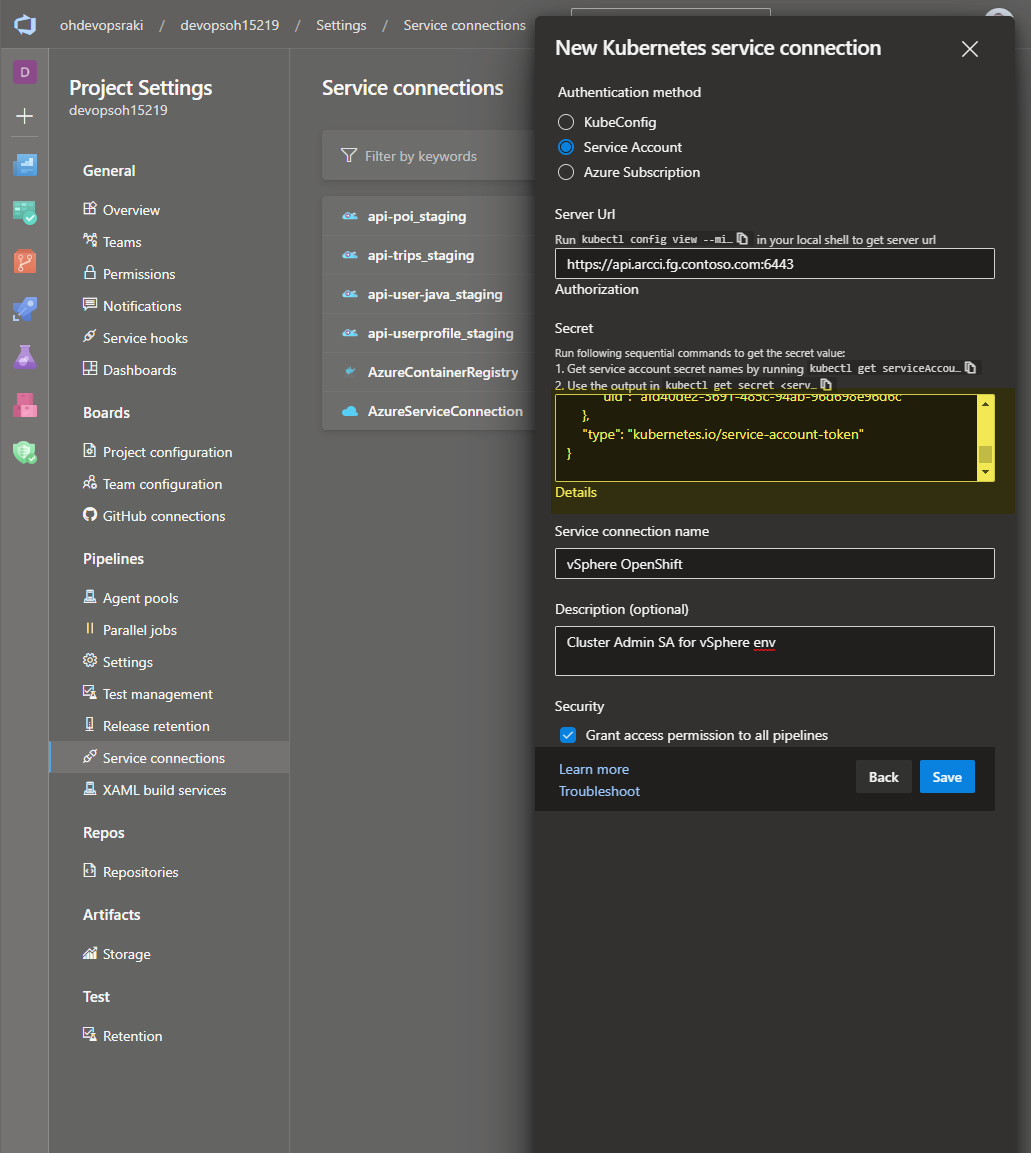 ohdevopsraki / devopsoh15219 / Settings / Service connections
D
Project Settings
devopsoh15219
General
Overview
Teams
Permissions
Notifications
Service hooks
Dashboards
Boards
Project configuration
Team configuration
GitHub connections
Pipelines
Agent pools
Parallel jobs
Settings
Test management
Release retention
Service connections
XAML build services
Repos
Repositories
Artifacts
Storage
Test
Retention
Service connections
Filter by keywords
api-poi_staging
api-trips_staging
api-user-java_staging
api-userprofile_staging
AzureContainerRegistry
AzureServiceConnection
New Kubernetes service connection
Authentication method
KubeConfig
Service Account
Azure Subscription
Server Url
Run kubectl config view --mi… in your local shell to get server url
https://api.arcci.fg.contoso.com:6443
Authorization
Secret
Run following sequential commands to get the secret value:
1. Get service account secret names by running kubectl get serviceAccou…
2. Use the output in kubectl get secret <serv…
"uid": "afd40de2-3691-485c-94ab-96d698e96d6c"
},
"type": "kubernetes.io/service-account-token"
}
Details
Service connection name
vSphere OpenShift
Description (optional)
Cluster Admin SA for vSphere env
Security
Grant access permission to all pipelines
Learn more
Troubleshoot
Back
Save